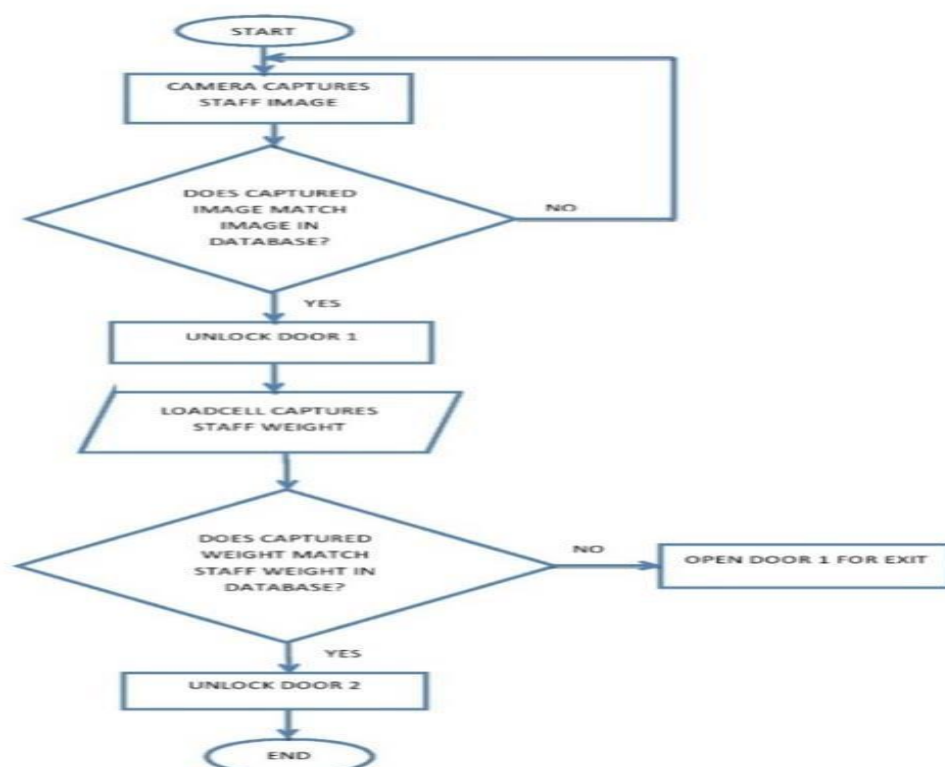 START
CAMERA CAPTURES
STAFF IMAGE
DOES CAPTURED
IMAGE MATCH
IMAGE IN
DATABASE?
NO
YES
UNLOCK DOOR 1
LOADCELL CAPTURES
STAFF WEIGHT
DOES CAPTURED
WEIGHT MATCH
STAFF WEIGHT IN
DATABASE?
NO
OPEN DOOR 1 FOR EXIT
YES
UNLOCK DOOR 2
END